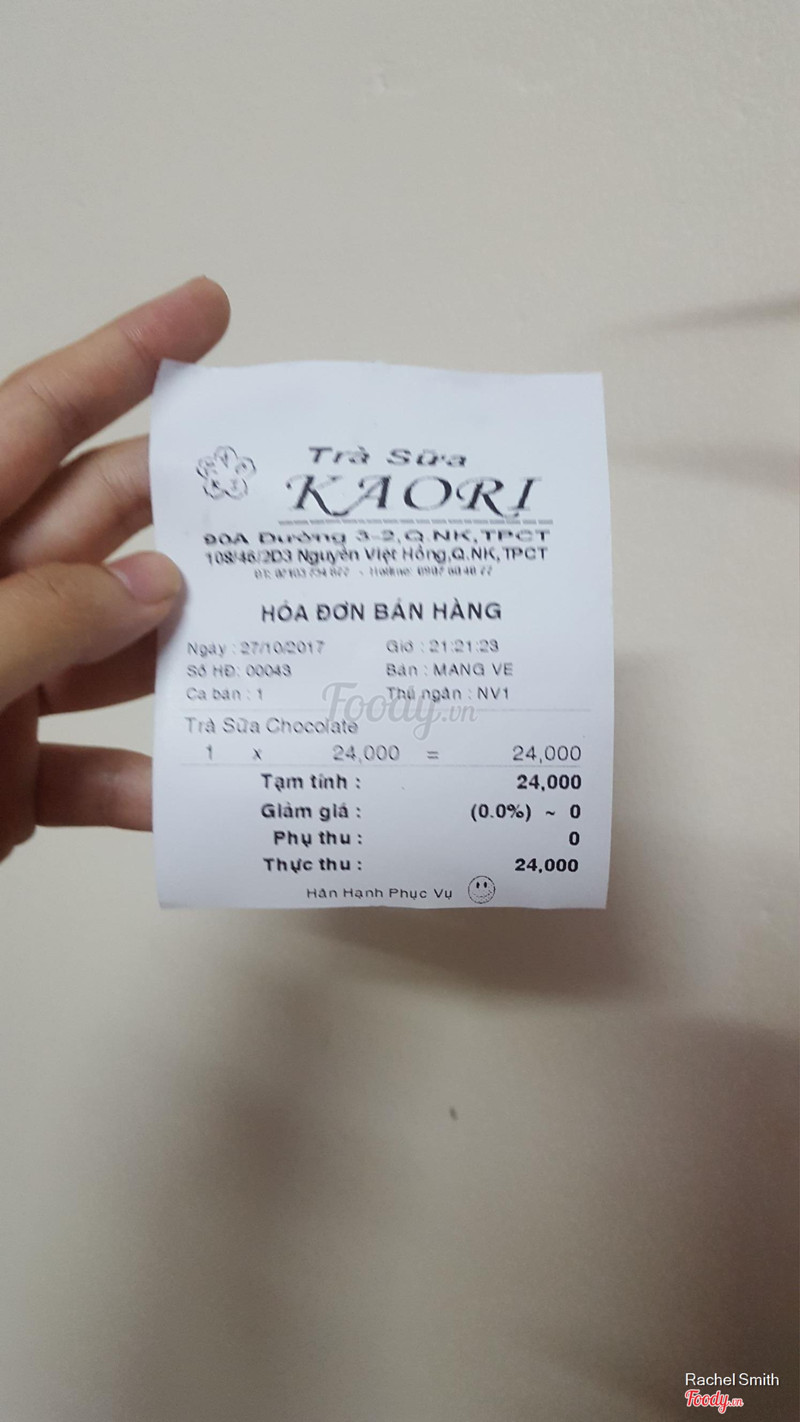 Trà Sữa
KAORI
90A Đường 3-2,Q.NK,TPCT
108/46/2D3 Nguyễn Việt Hồng,Q.NK,TPCT
HÓA ĐƠN BÁN HÀNG
Ngày : 27/10/2017 Giờ : 21:21:23
Số HĐ: 00043 Bàn : MANG VE
Ca bán : 1 Thu ngân : NV1
Foody.vn
Trà Sữa Chocolate
1 x 24,000 = 24,000
Tạm tính : 24,000
Giảm giá : (0.0%) ~ 0
Phụ thu : 0
Thực thu : 24,000
Hân Hạnh Phục Vụ
Rachel Smith
Foody.vn